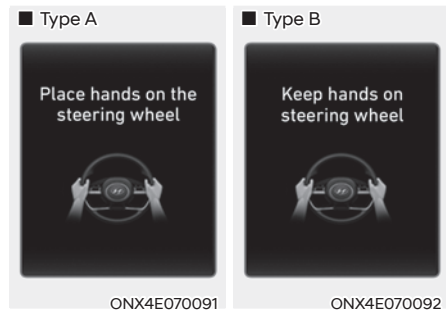 ■ Type A
Place hands on the
steering wheel
ONX4E070091
■ Type B
Keep hands on
steering wheel
ONX4E070092